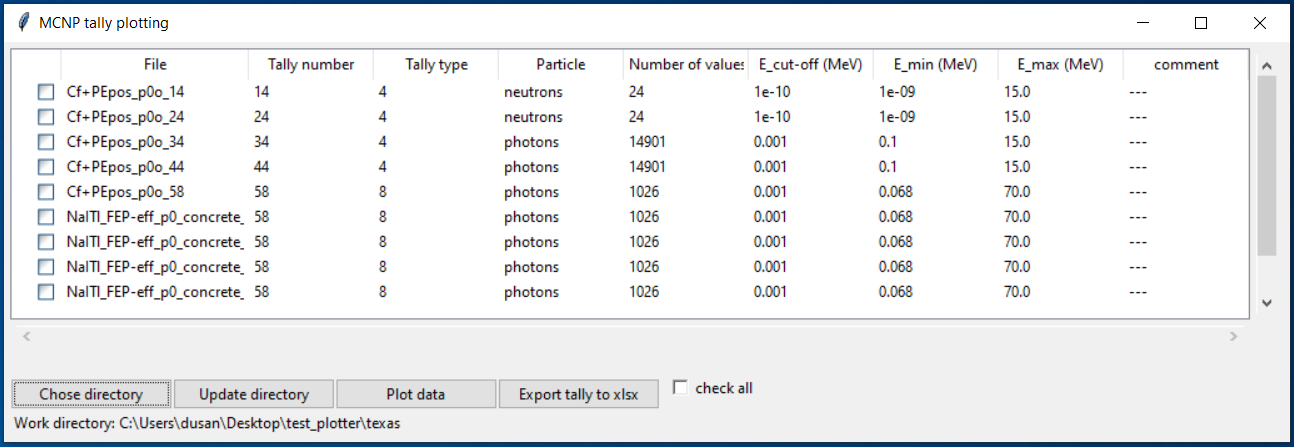 MCNP tally plotting
File Tally number Tally type Particle Number of values E_cut-off (MeV) E_min (MeV) E_max (MeV) comment
Cf+PEpos_p0o_14 14 4 neutrons 24 1e-10 1e-09 15.0 ---
Cf+PEpos_p0o_24 24 4 neutrons 24 1e-10 1e-09 15.0 ---
Cf+PEpos_p0o_34 34 4 photons 14901 0.001 0.1 15.0 ---
Cf+PEpos_p0o_44 44 4 photons 14901 0.001 0.1 15.0 ---
Cf+PEpos_p0o_58 58 8 photons 1026 0.001 0.068 70.0 ---
NaITl_FEP-eff_p0_concrete_ 58 8 photons 1026 0.001 0.068 70.0 ---
NaITl_FEP-eff_p0_concrete_ 58 8 photons 1026 0.001 0.068 70.0 ---
NaITl_FEP-eff_p0_concrete_ 58 8 photons 1026 0.001 0.068 70.0 ---
NaITl_FEP-eff_p0_concrete_ 58 8 photons 1026 0.001 0.068 70.0 ---
Chose directory Update directory Plot data Export tally to xlsx check all
Work directory: C:\Users\dusan\Desktop\test_plotter\texas